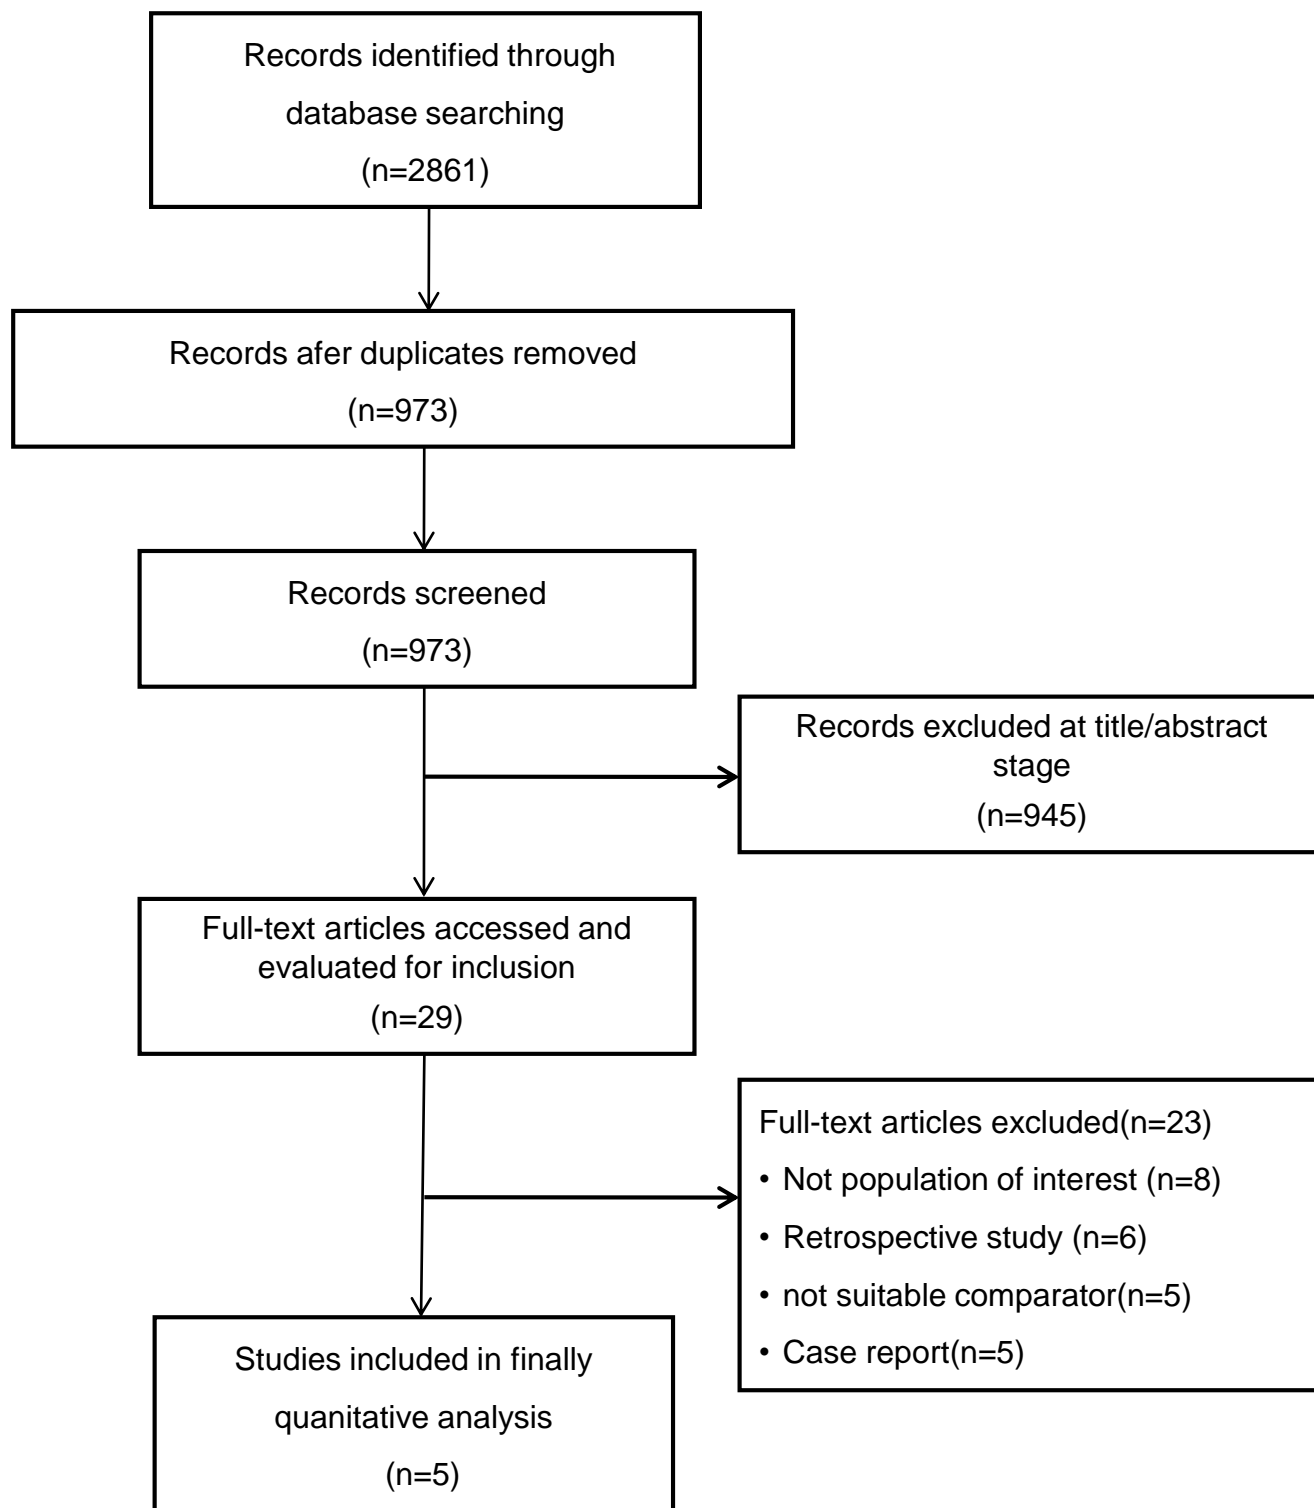 Records identified through
database searching
(n=2861)
Records afer duplicates removed
(n=973)
Records screened
(n=973)
Records excluded at title/abstract
stage
(n=945)
Full-text articles accessed and
evaluated for inclusion
(n=29)
Full-text articles excluded(n=23)
• Not population of interest (n=8)
• Retrospective study (n=6)
• not suitable comparator(n=5)
• Case report(n=5)
Studies included in finally
quanitative analysis
(n=5)